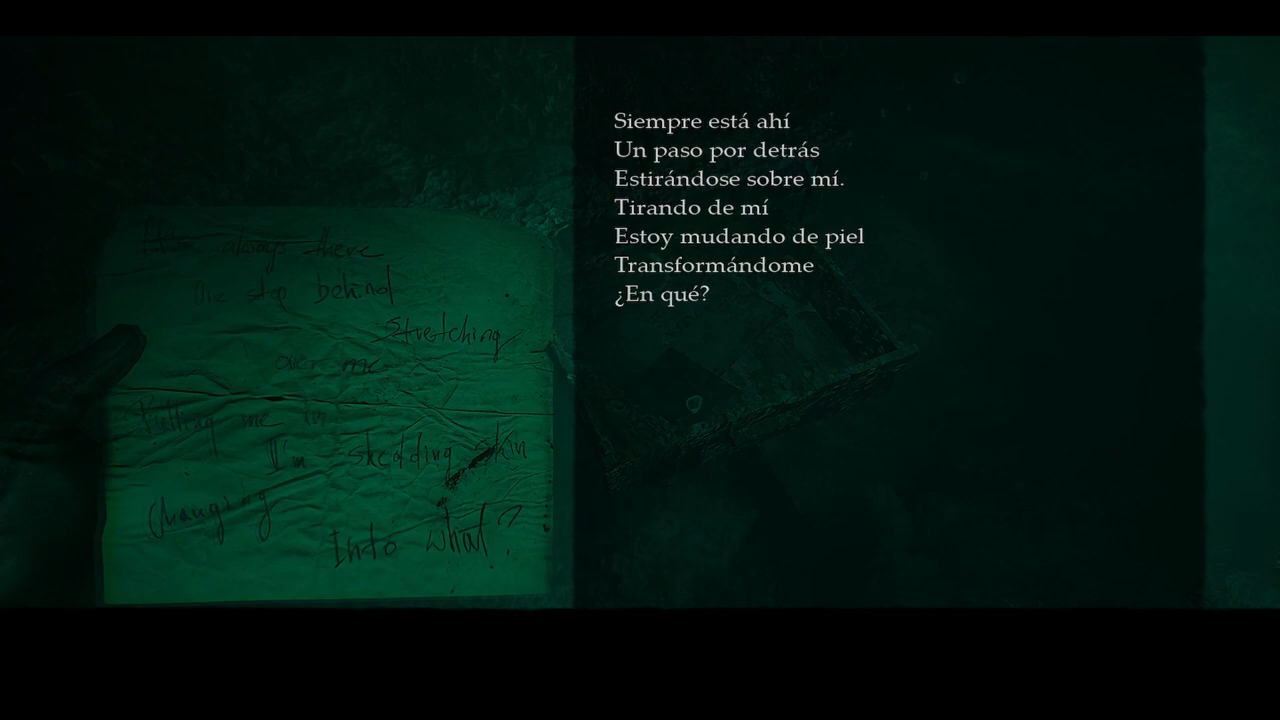 It's always there
One step behind
Stretching
over me
Pulling me in
I'm shedding skin
Changing
Into what?
Siempre está ahí
Un paso por detrás
Estirándose sobre mí.
Tirando de mí
Estoy mudando de piel
Transformándome
¿En qué?